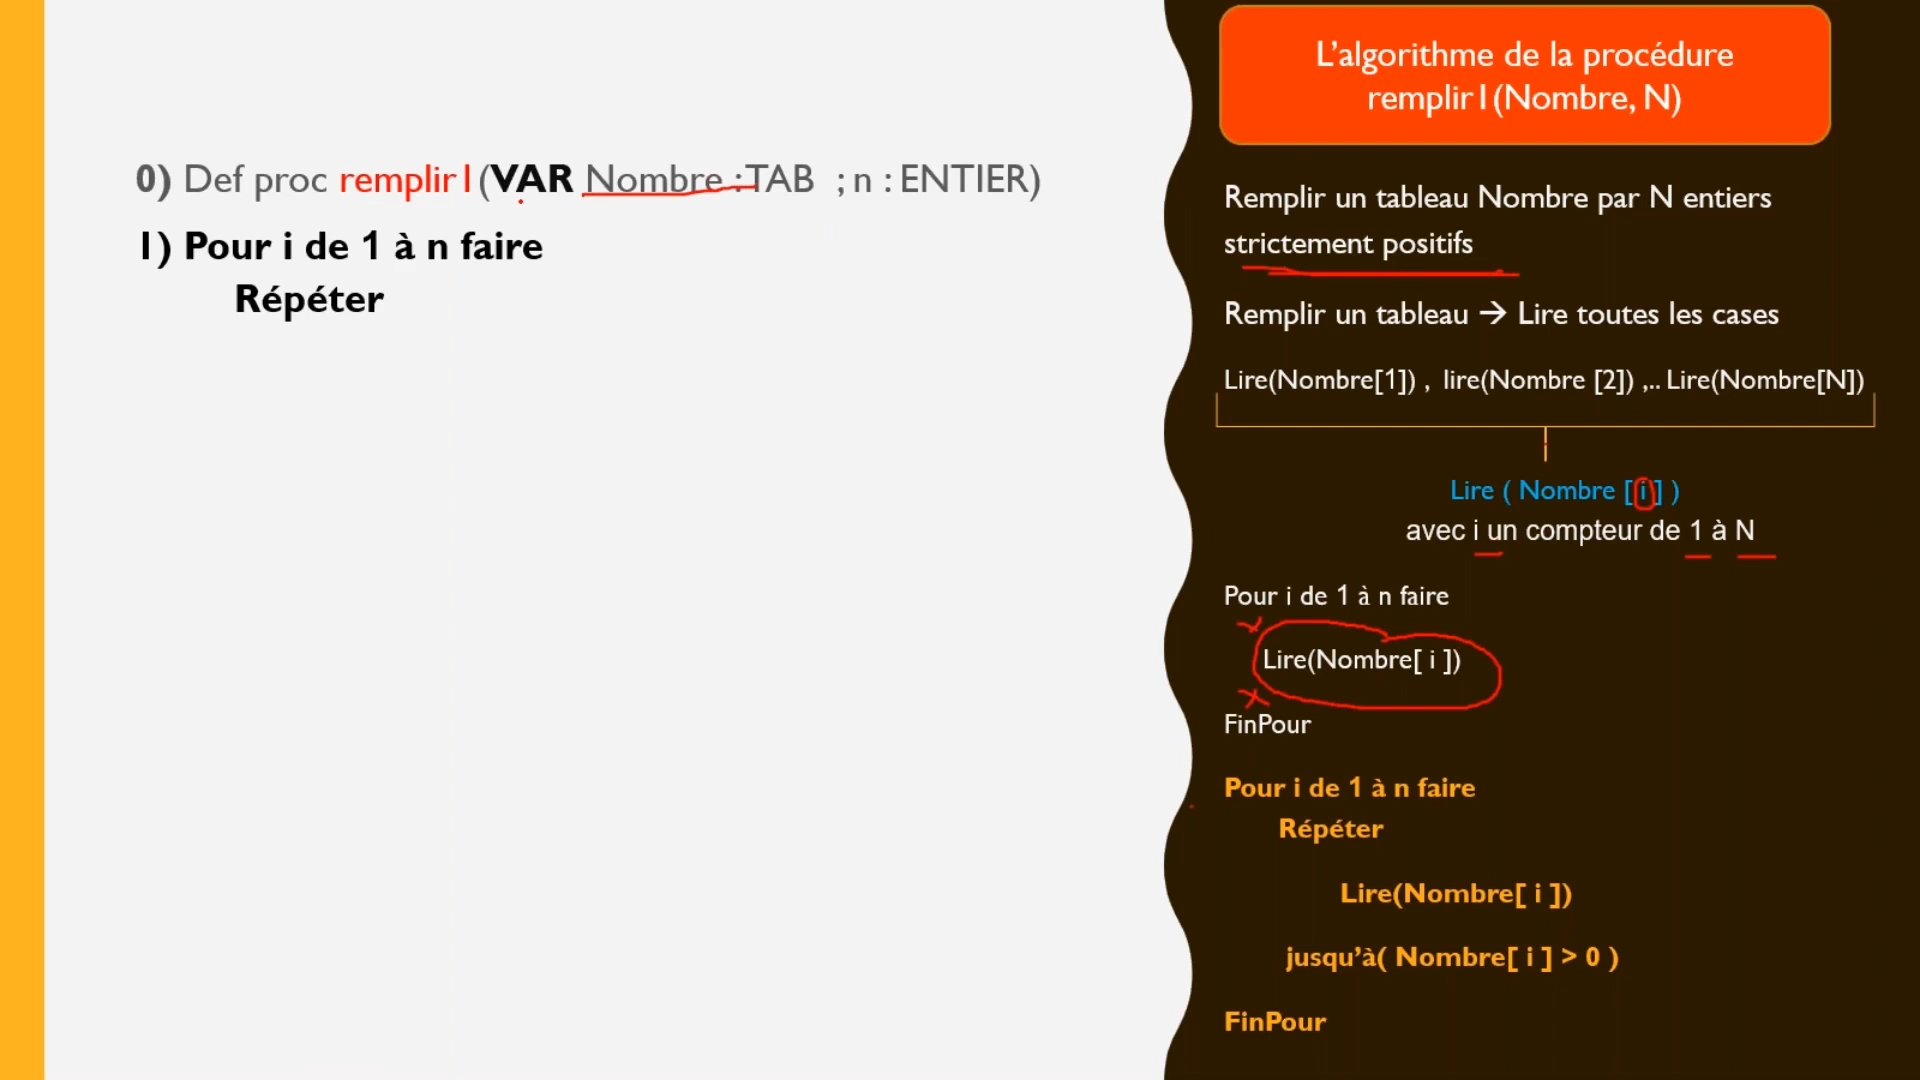 0) Def proc remplir1(VAR Nombre :TAB ; n : ENTIER)
1) Pour i de 1 à n faire
Répéter
L'algorithme de la procédure
remplir1(Nombre, N)
Remplir un tableau Nombre par N entiers
strictement positifs
Remplir un tableau → Lire toutes les cases
Lire(Nombre[1]) , lire(Nombre [2]) ,.. Lire(Nombre[N])
Lire ( Nombre [ i ] )
avec i un compteur de 1 à N
Pour i de 1 à n faire
Lire(Nombre[ i ])
FinPour
Pour i de 1 à n faire
Répéter
Lire(Nombre[ i ])
jusqu'à( Nombre[ i ] > 0 )
FinPour